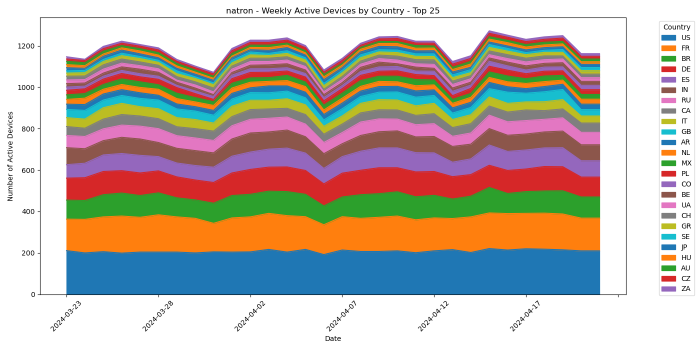 natron - Weekly Active Devices by Country - Top 25
Number of Active Devices
1200
1000
800
600
400
200
0
2024-03-23
2024-03-28
2024-04-02
2024-04-07
2024-04-12
2024-04-17
Date
Country
US
FR
BR
DE
ES
IN
RU
CA
IT
GB
AR
NL
MX
PL
CO
BE
UA
CH
GR
SE
JP
HU
AU
CZ
ZA